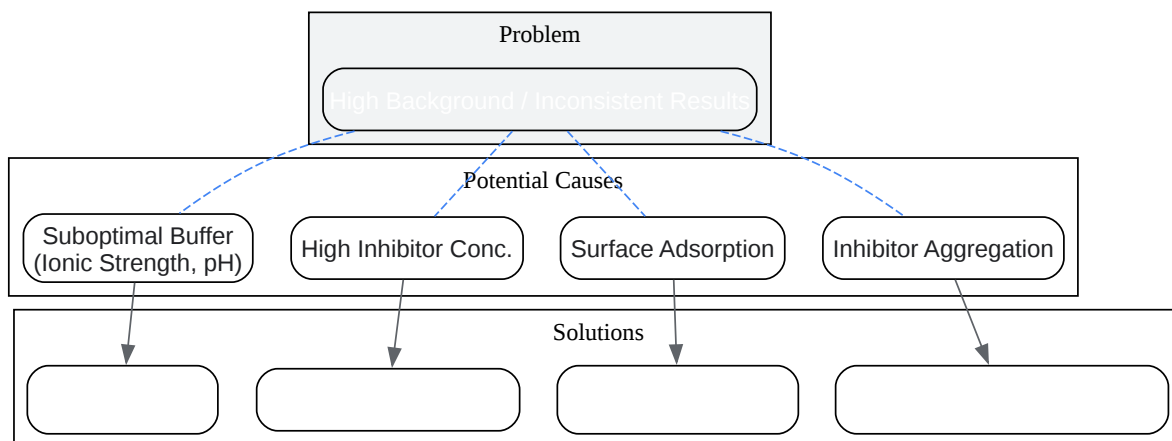 Problem
High Background / Inconsistent Results
Potential Causes
Suboptimal Buffer
(Ionic Strength, pH)
High Inhibitor Conc.
Surface Adsorption
Inhibitor Aggregation
Solutions